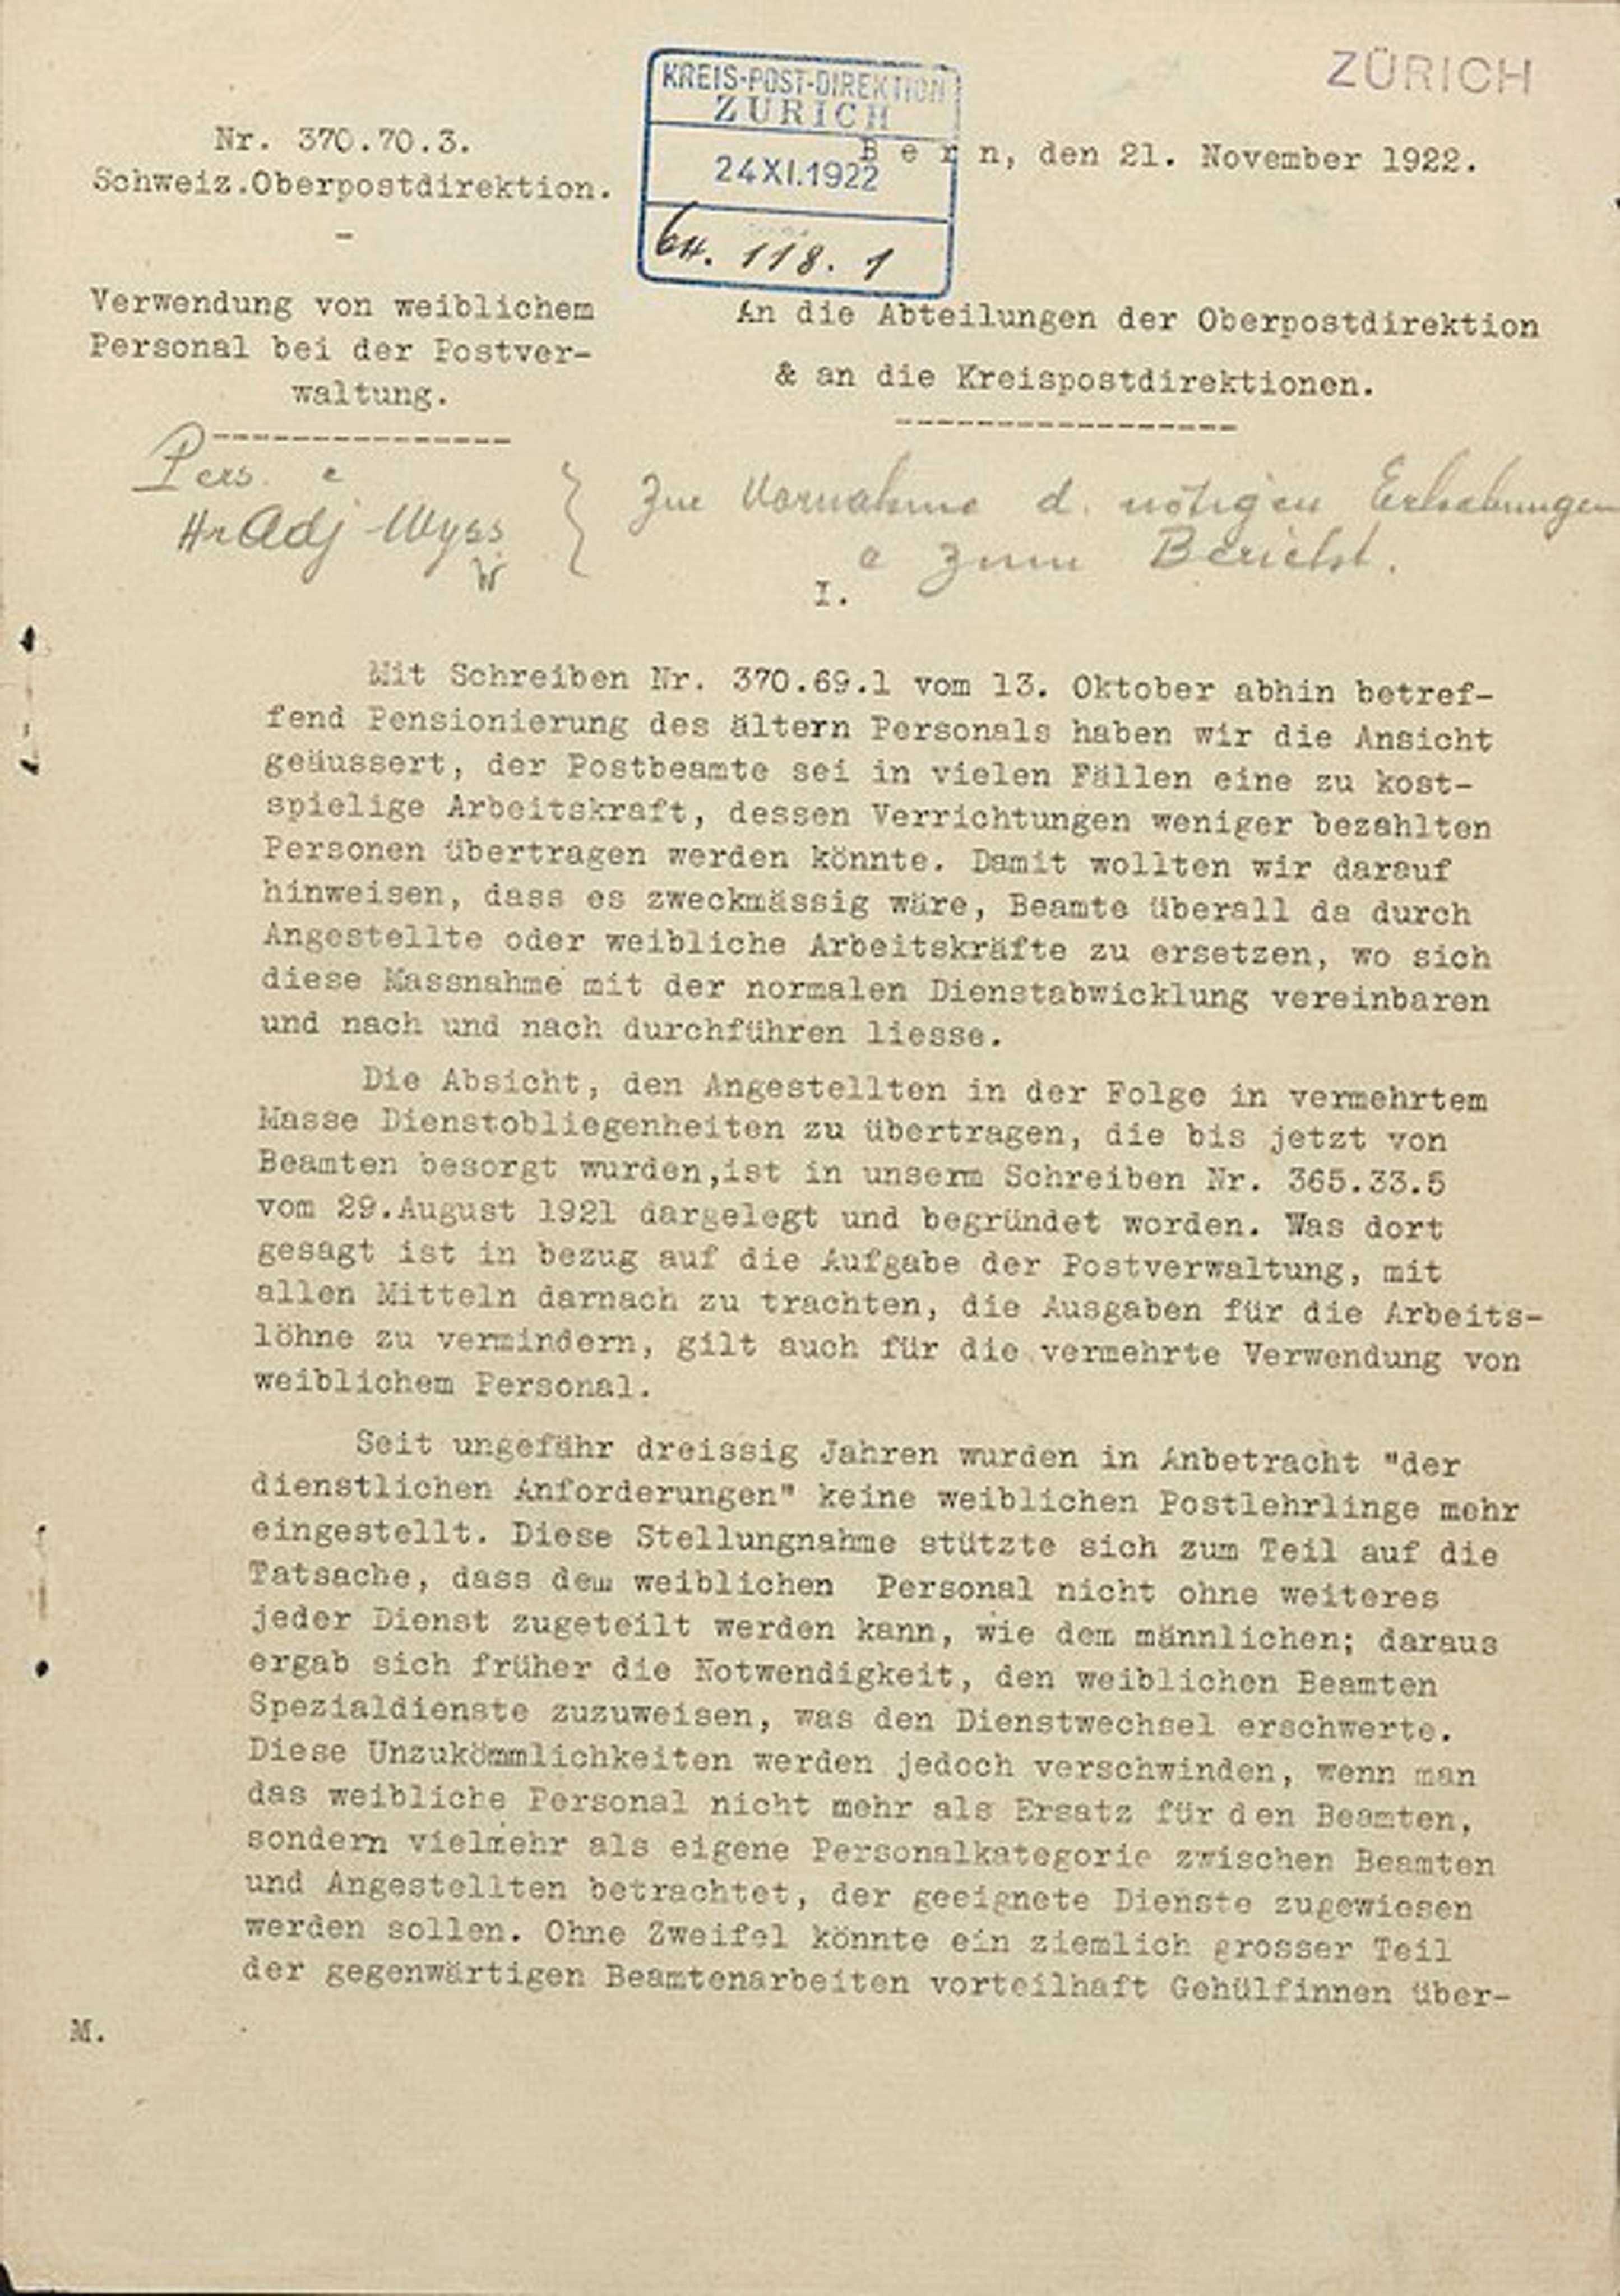 ZÜRICH
KREIS-POST-DIREKTION
ZÜRICH
24 XI. 1922
64. 118. 1
Nr. 370.70.3.
Schweiz.Oberpostdirektion.
-
B e r n, den 21. November 1922.
Verwendung von weiblichem
Personal bei der Postver-
waltung.
---------------
An die Abteilungen der Oberpostdirektion
& an die Kreispostdirektionen.
-----------------
Pers. e
Hr Adj Wyss
W
zur Vornahme d. nötigen Erhebungen
e zum Bericht.
I.
Mit Schreiben Nr. 370.69.1 vom 13. Oktober abhin betref-
fend Pensionierung des ältern Personals haben wir die Ansicht
geäussert, der Postbeamte sei in vielen Fällen eine zu kost-
spielige Arbeitskraft, dessen Verrichtungen weniger bezahlten
Personen übertragen werden könnte. Damit wollten wir darauf
hinweisen, dass es zweckmässig wäre, Beamte überall da durch
Angestellte oder weibliche Arbeitskräfte zu ersetzen, wo sich
diese Massnahme mit der normalen Dienstabwicklung vereinbaren
und nach und nach durchführen liesse.
Die Absicht, den Angestellten in der Folge in vermehrtem
Masse Dienstobliegenheiten zu übertragen, die bis jetzt von
Beamten besorgt wurden,ist in unserm Schreiben Nr. 365.33.5
vom 29.August 1921 dargelegt und begründet worden. Was dort
gesagt ist in bezug auf die Aufgabe der Postverwaltung, mit
allen Mitteln darnach zu trachten, die Ausgaben für die Arbeits-
löhne zu vermindern, gilt auch für die vermehrte Verwendung von
weiblichem Personal.
Seit ungefähr dreissig Jahren wurden in Anbetracht "der
dienstlichen Anforderungen" keine weiblichen Postlehrlinge mehr
eingestellt. Diese Stellungnahme stützte sich zum Teil auf die
Tatsache, dass dem weiblichen Personal nicht ohne weiteres
jeder Dienst zugeteilt werden kann, wie dem männlichen; daraus
ergab sich früher die Notwendigkeit, den weiblichen Beamten
Spezialdienste zuzuweisen, was den Dienstwechsel erschwerte.
Diese Unzukömmlichkeiten werden jedoch verschwinden, wenn man
das weibliche Personal nicht mehr als Ersatz für den Beamten,
sondern vielmehr als eigene Personalkategorie zwischen Beamten
und Angestellten betrachtet, der geeignete Dienste zugewiesen
werden sollen. Ohne Zweifel könnte ein ziemlich grosser Teil
der gegenwärtigen Beamtenarbeiten vorteilhaft Gehülfinnen über-
M.